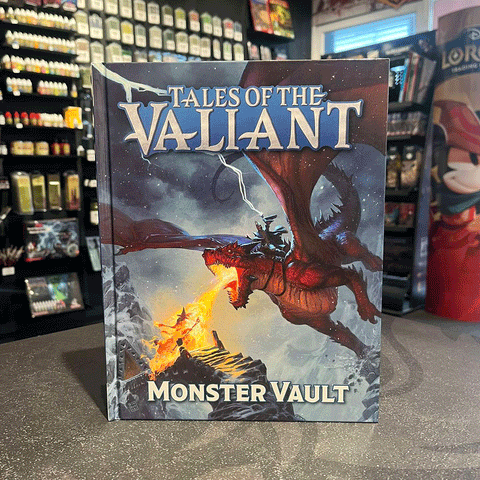 TALES OF THE
VALIANT
MONSTER VAULT